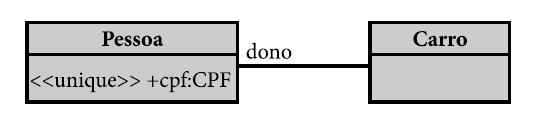 Pessoa
<<unique>> +cpf:CPF
dono
Carro